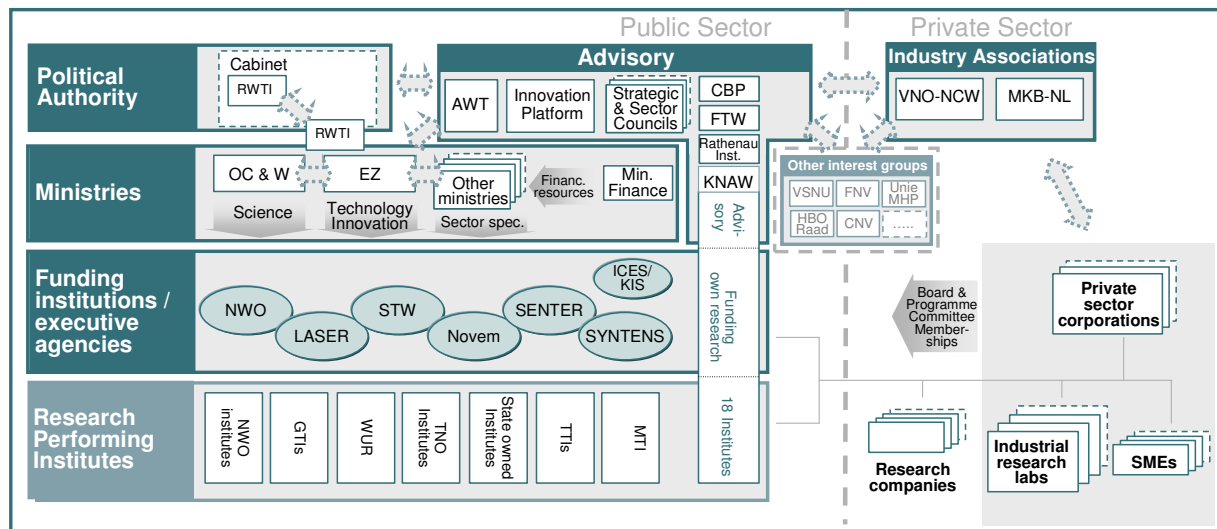 Public Sector
Private Sector
Political
Authority
Cabinet
RWTI
RWTI
Advisory
AWT
Innovation
Platform
Strategic
& Sector
Councils
CBP
FTW
Rathenau
Inst.
KNAW
Advi-
sory
Funding
own research
18 Institutes
Industry Associations
VNO-NCW
MKB-NL
Ministries
OC & W
EZ
Other
ministries
Financ.
resources
Min.
Finance
Science
Technology
Innovation
Sector spec.
Other interest groups
VSNU
FNV
Unie
MHP
HBO
Raad
CNV
.....
Funding
institutions /
executive
agencies
NWO
LASER
STW
Novem
SENTER
ICES/
KIS
SYNTENS
Board &
Programme
Committee
Member-
ships
Private
sector
corporations
Research
Performing
Institutes
NWO
institutes
GTIs
WUR
TNO
Institutes
State owned
Institutes
TTIs
MTI
Research
companies
Industrial
research
labs
SMEs